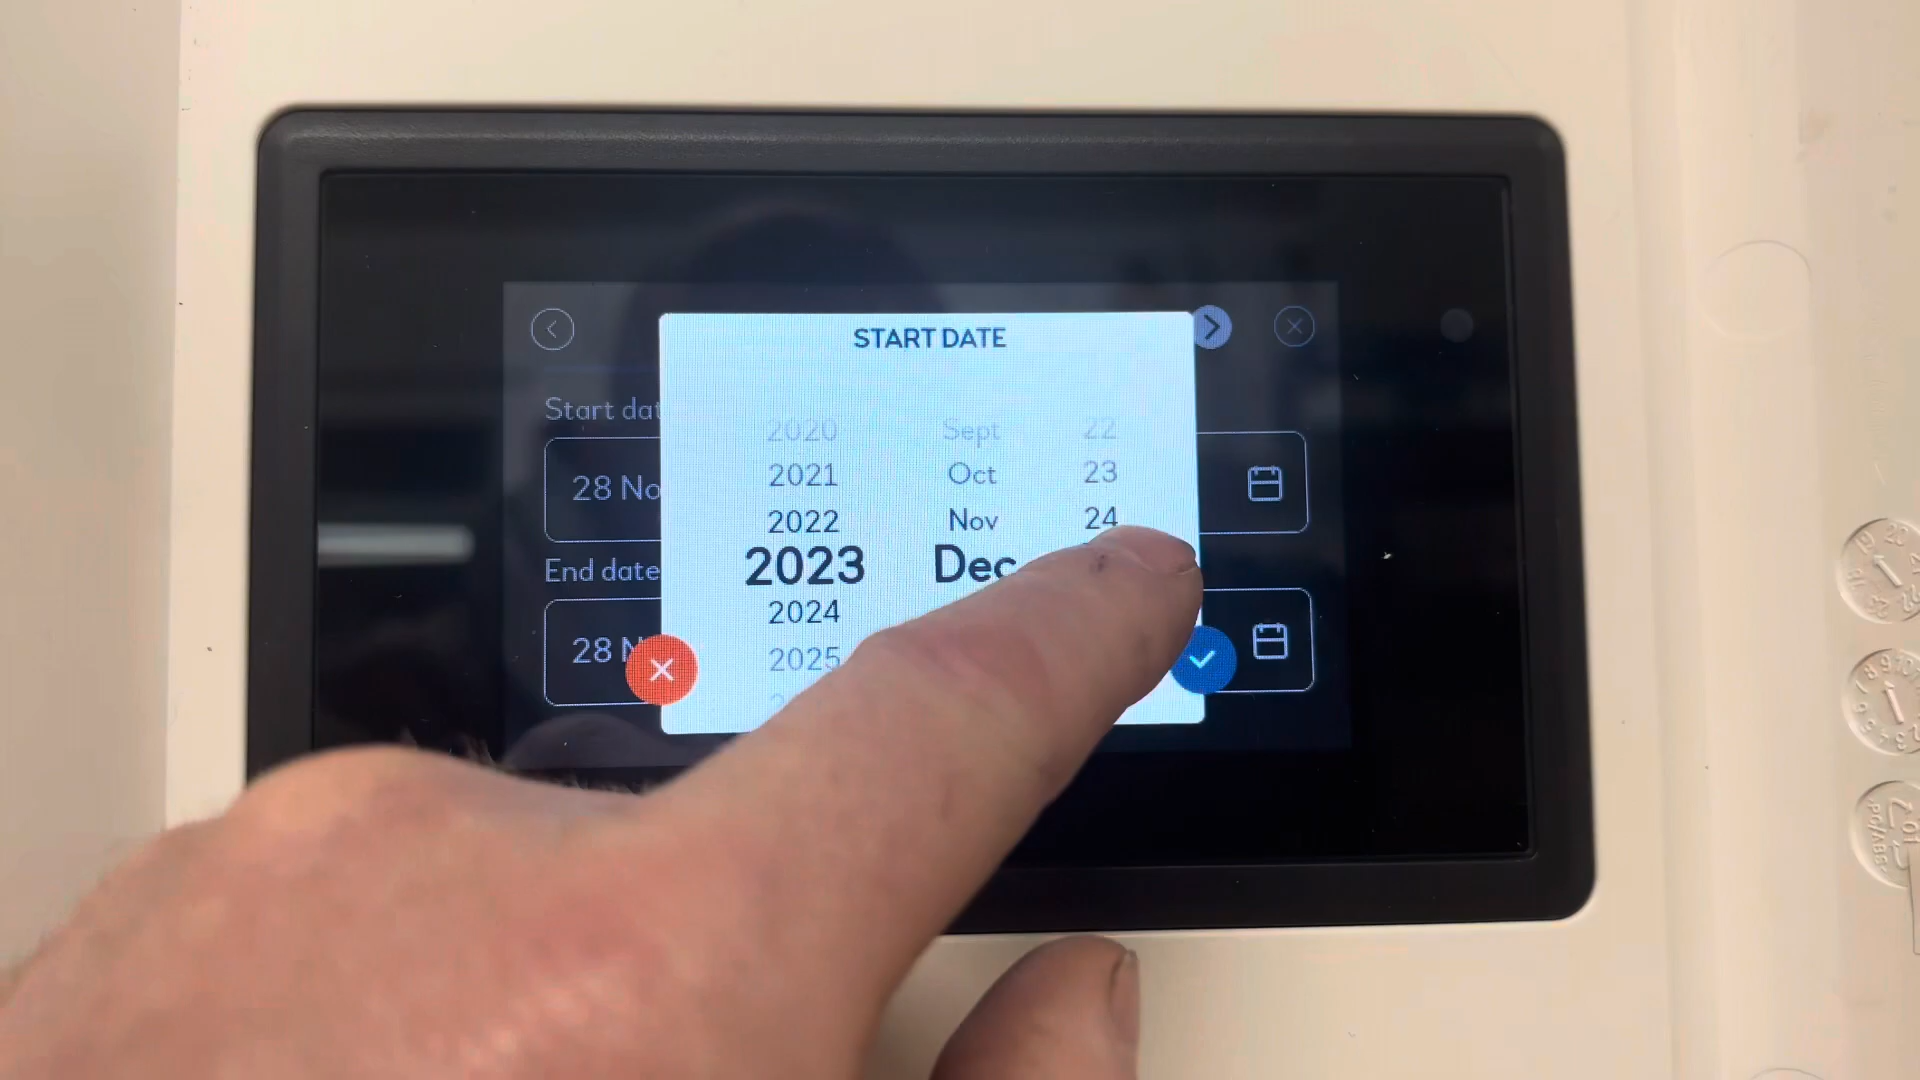 START DATE
Start dat
2020 Sept 22
2021 Oct 23
28 No
2022 Nov 24
2023 Dec
End date
2024
28 N
2025